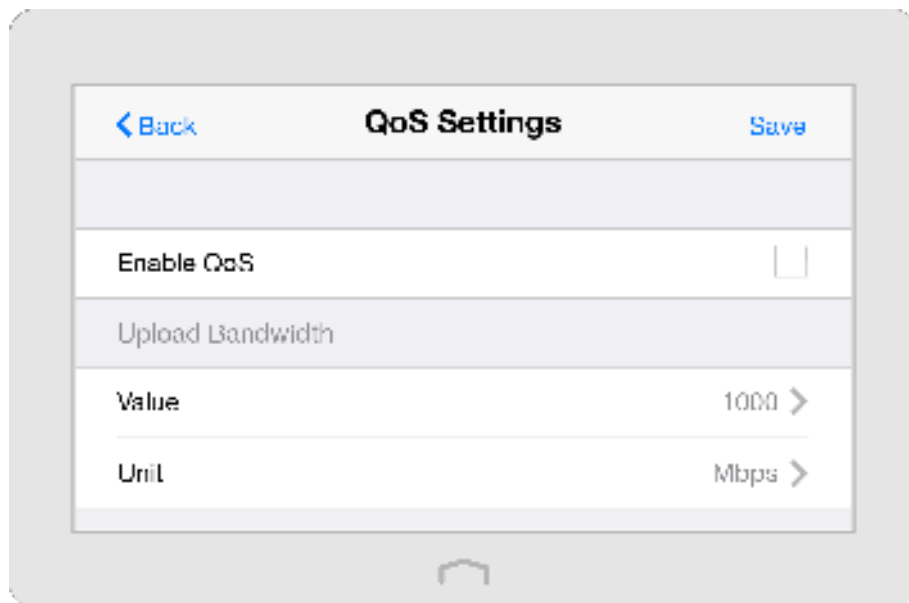 Back QoS Settings Save
Enable QoS
Upload Bandwidth
Value 1000
Unit Mbps